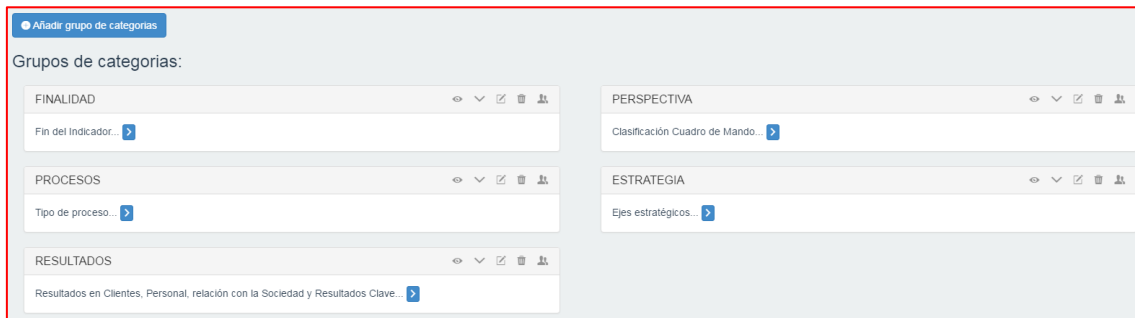 Añadir grupo de categorias
Grupos de categorias:
FINALIDAD
Fin del Indicador...
PERSPECTIVA
Clasificación Cuadro de Mando...
PROCESOS
Tipo de proceso...
ESTRATEGIA
Ejes estratégicos...
RESULTADOS
Resultados en Clientes, Personal, relación con la Sociedad y Resultados Clave...